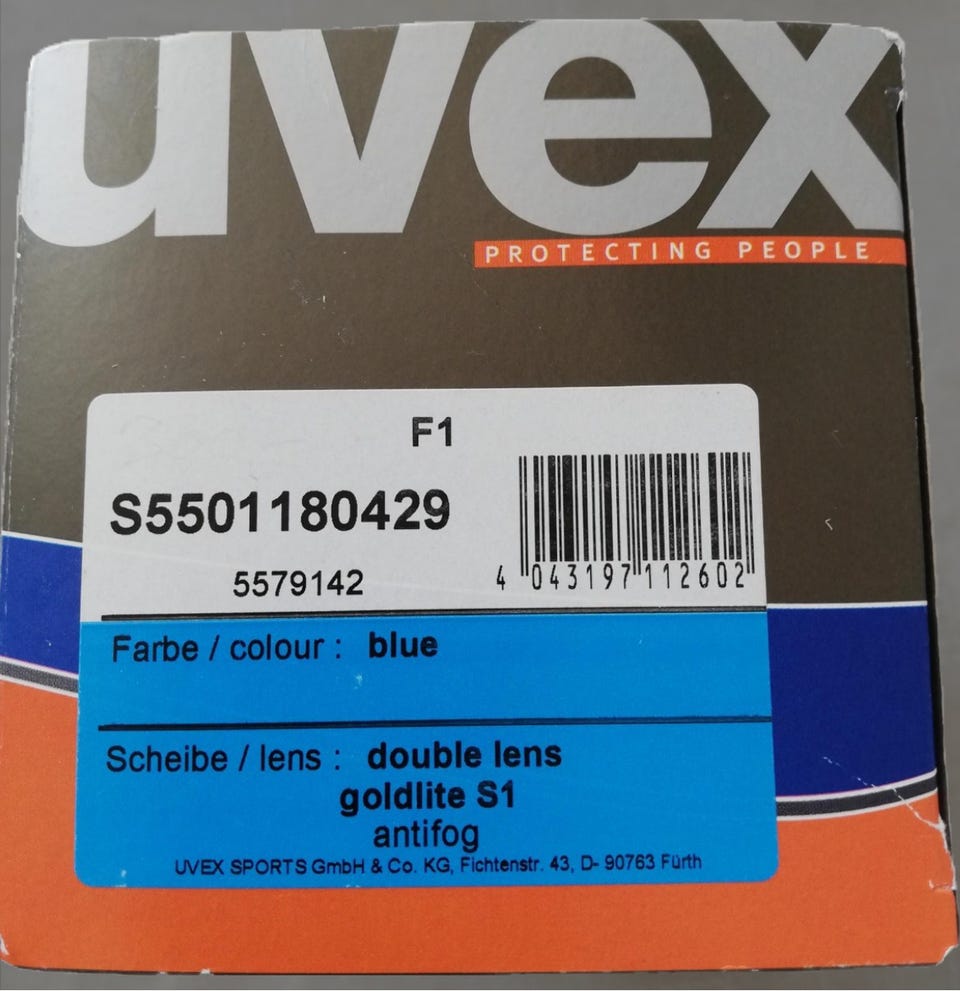 uvex
PROTECTING PEOPLE
F1
S5501180429
5579142
4 043197 112602
Farbe / colour : blue
Scheibe / lens : double lens
goldlite S1
antifog
UVEX SPORTS GmbH & Co. KG, Fichtenstr. 43, D- 90763 Fürth